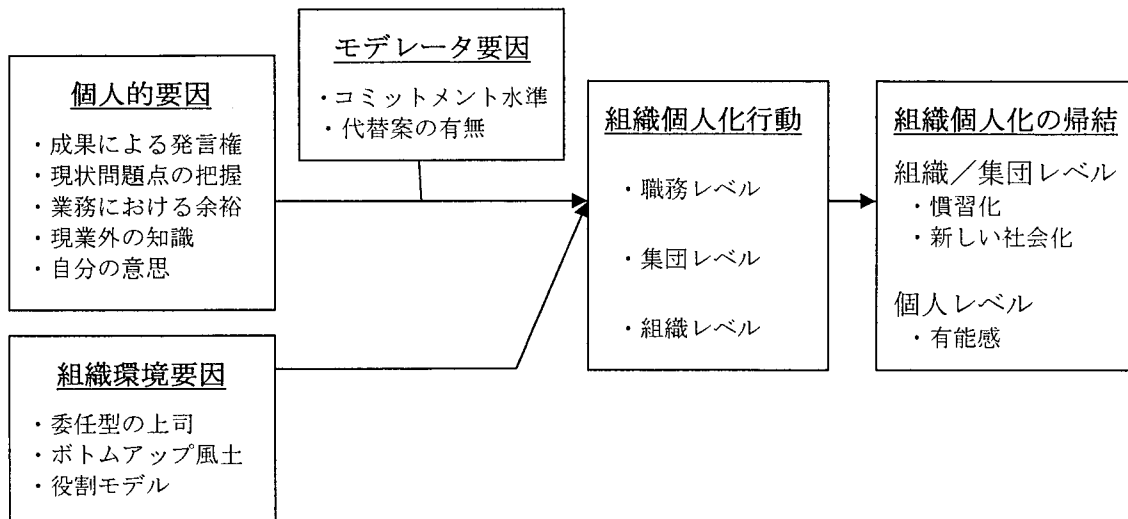 個人的要因
・成果による発言権
・現状問題点の把握
・業務における余裕
・現業外の知識
・自分の意思
モデレータ要因
・コミットメント水準
・代替案の有無
組織環境要因
・委任型の上司
・ボトムアップ風土
・役割モデル
組織個人化行動
・職務レベル
・集団レベル
・組織レベル
組織個人化の帰結
組織／集団レベル
・慣習化
・新しい社会化
個人レベル
・有能感